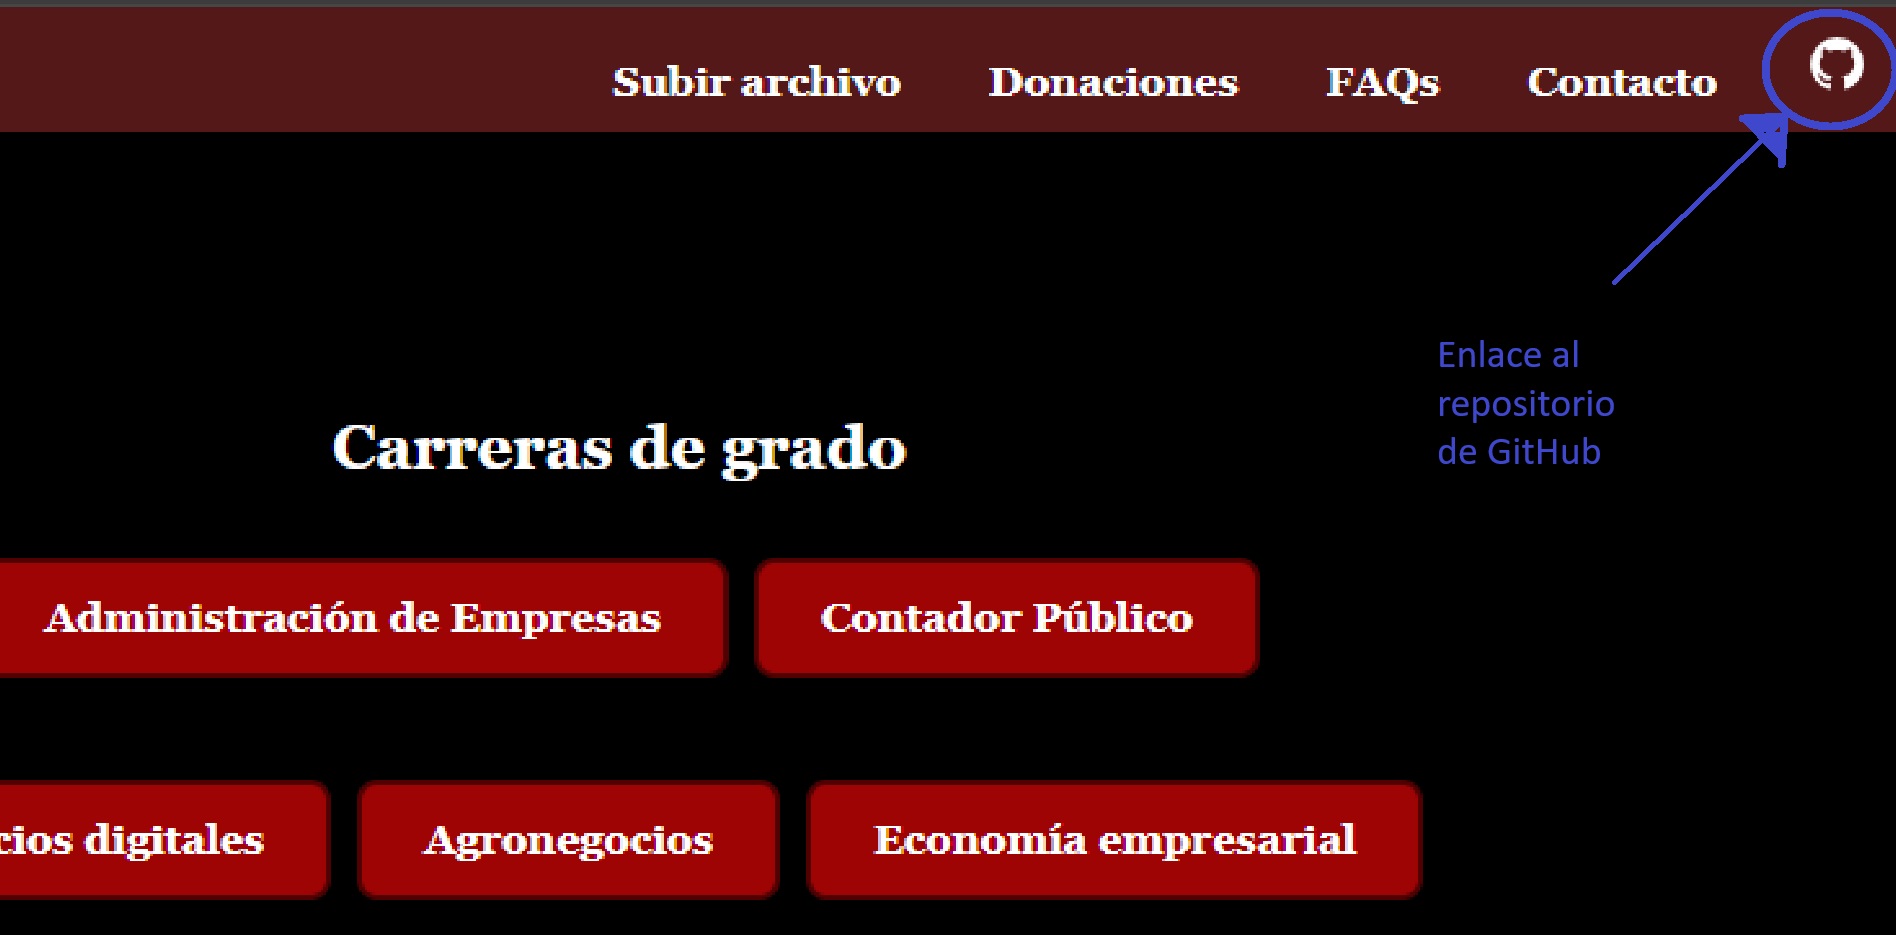 Subir archivo Donaciones FAQs Contacto
Enlace al
repositorio
de GitHub
Carreras de grado
Administración de Empresas Contador Público
cios digitales Agronegocios Economía empresarial